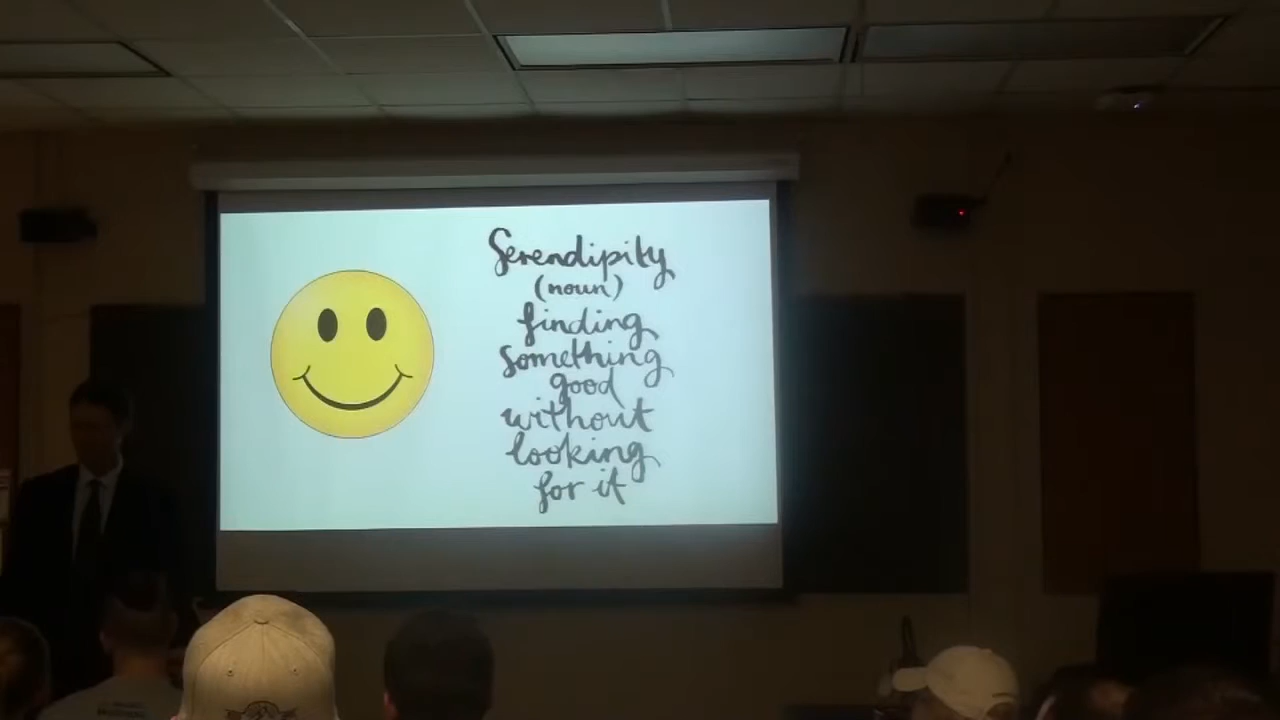 Serendipity
(noun)
finding
something
good
without
looking
for it